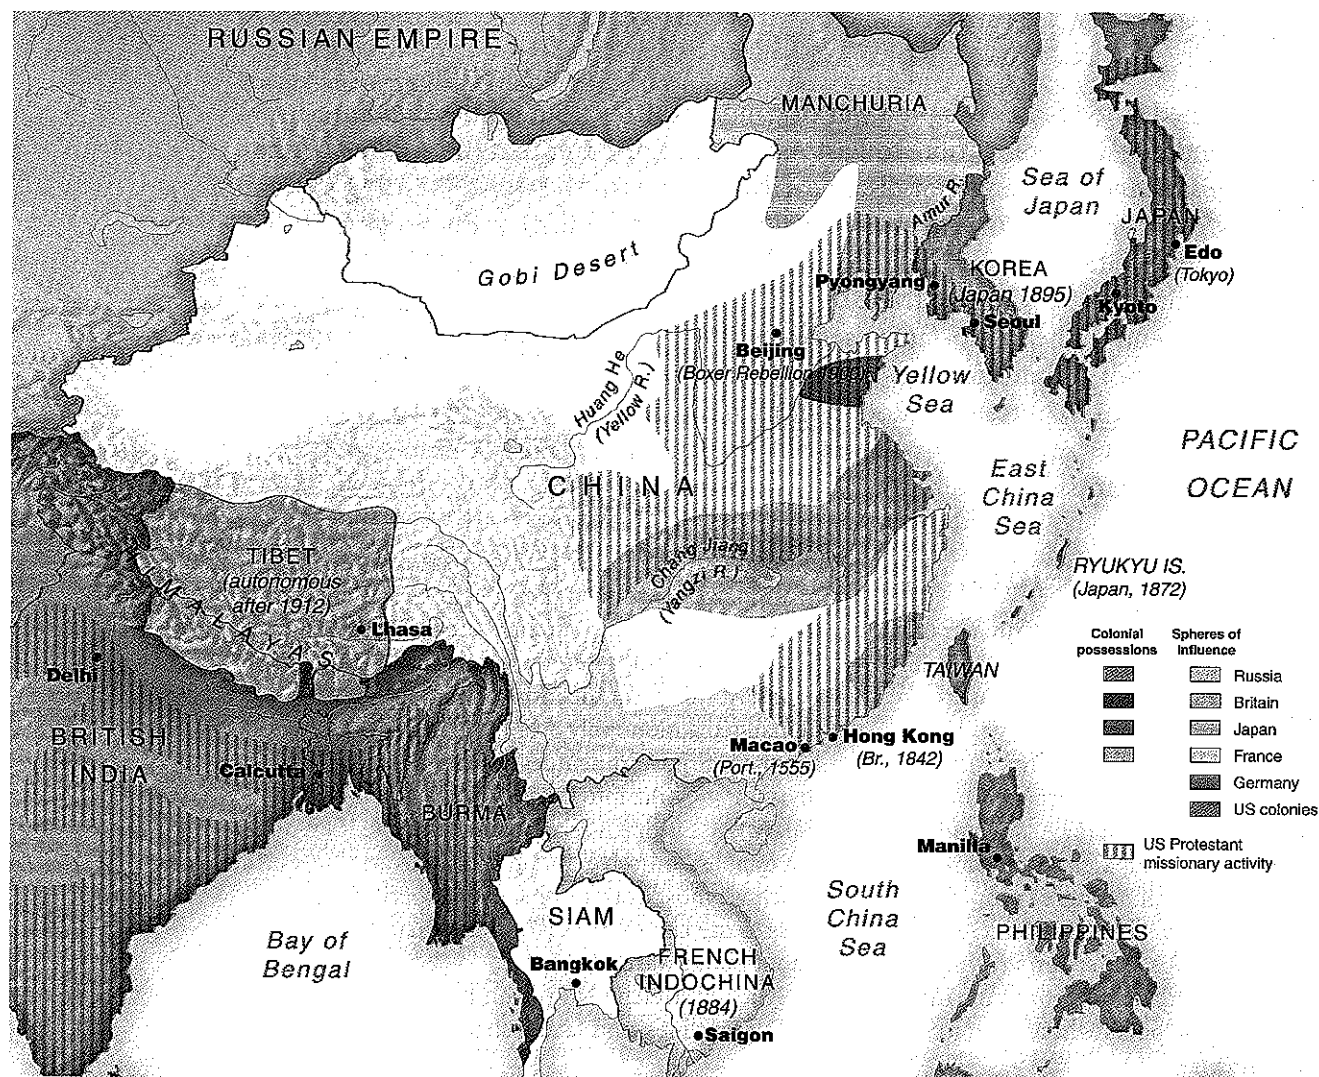 RUSSIAN EMPIRE
MANCHURIA
Sea of
Japan
Amur R.
JAPAN
Edo
(Tokyo)
Gobi Desert
KOREA
(Japan 1895)
Pyongyang
Kyoto
Seoul
Beijing
(Boxer Rebellion
Huang He
(Yellow R.)
Yellow
Sea
PACIFIC
OCEAN
CHINA
East
China
Sea
TIBET
(autonomous
after 1912)
Chang Jiang
(Yangzi R.)
RYUKYU IS.
(Japan, 1872)
Lhasa
IMALAYAS
Delhi
TAIWAN
Colonial
possessions
Spheres of
Influence
Russia
Britain
Japan
France
Germany
US colonies
US Protestant
missionary activity
BRITISH
INDIA
Calcutta
BURMA
Macao
(Port., 1555)
Hong Kong
(Br., 1842)
Manilla
PHILIPPINES
South
China
Sea
SIAM
Bangkok
FRENCH
INDOCHINA
(1884)
Saigon
Bay of
Bengal